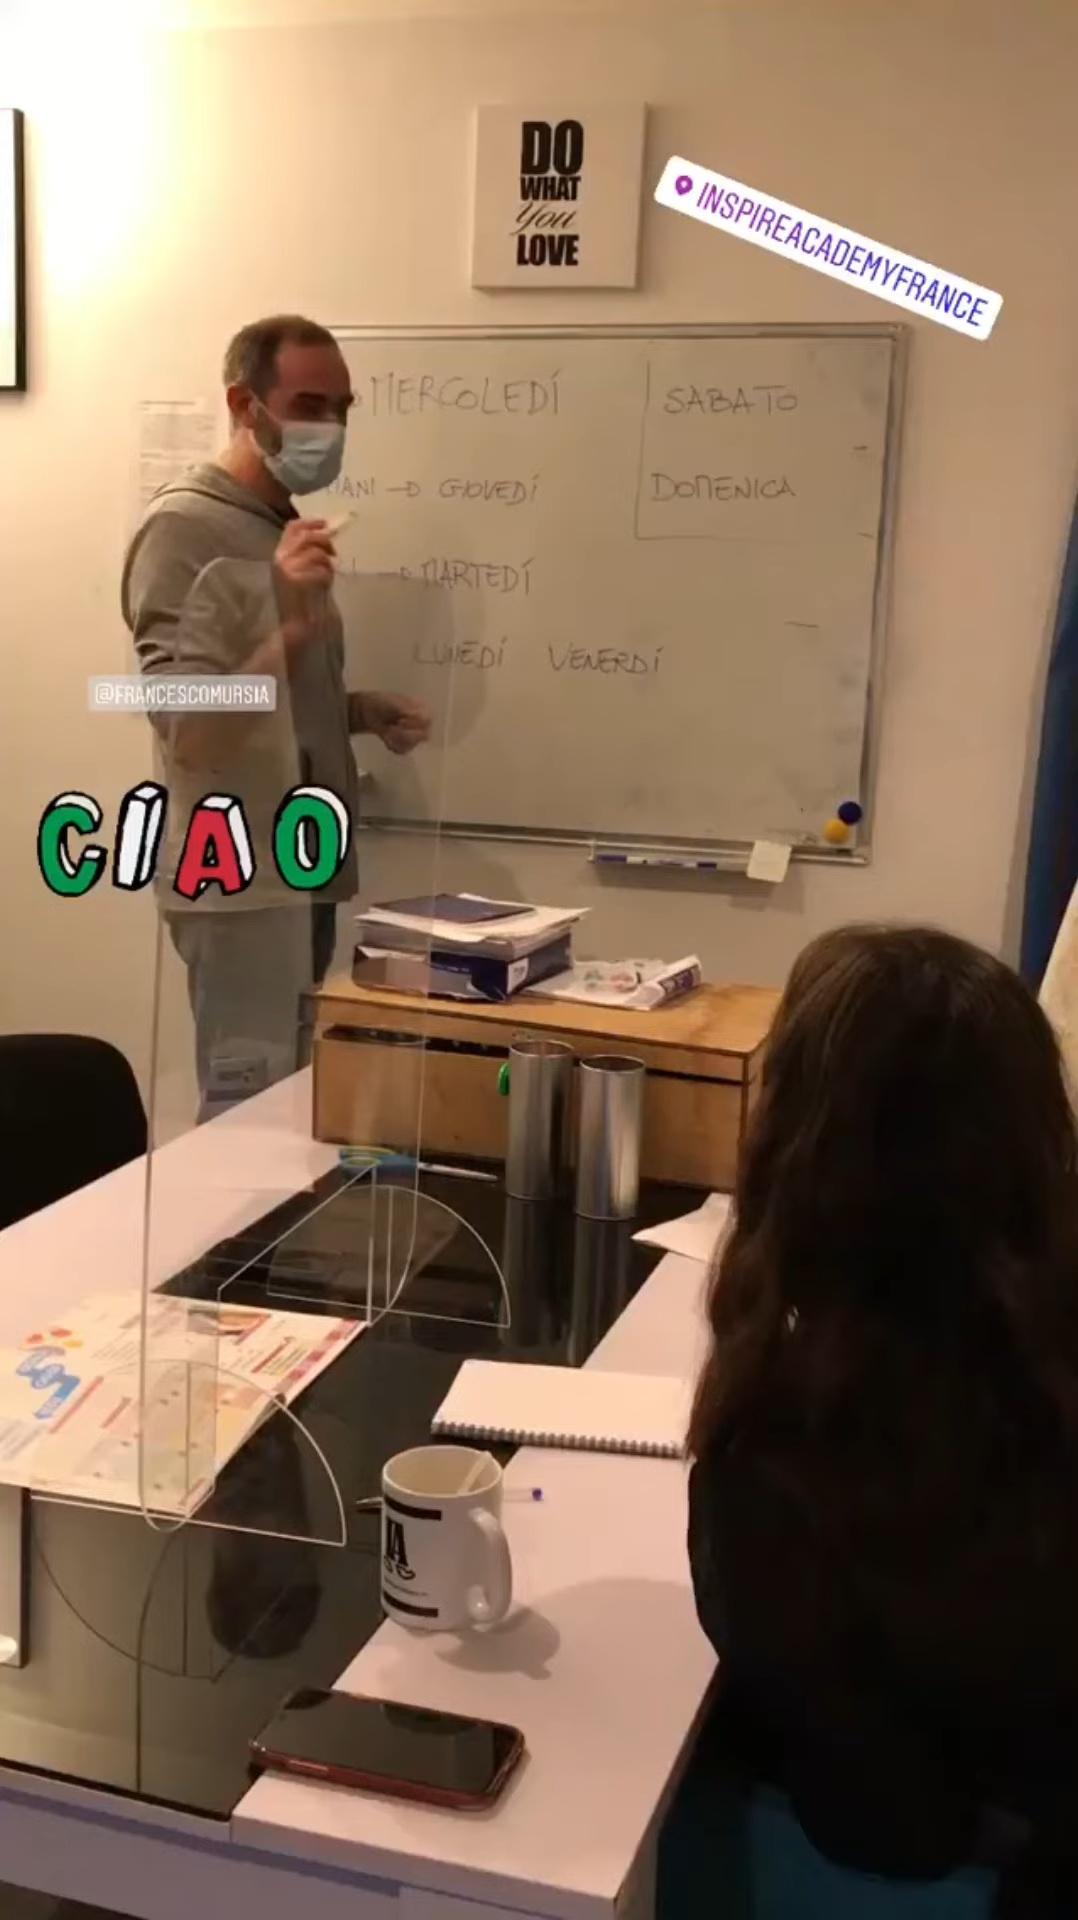 DO
WHAT
You
LOVE
INSPIREACADEMYFRANCE
MERCOLEDÍ
SABATO
GIOVEDÍ
DOMENICA
MARTEDÍ
LUNEDÍ VENERDÍ
@FRANCESCOMURSIA
CIAO